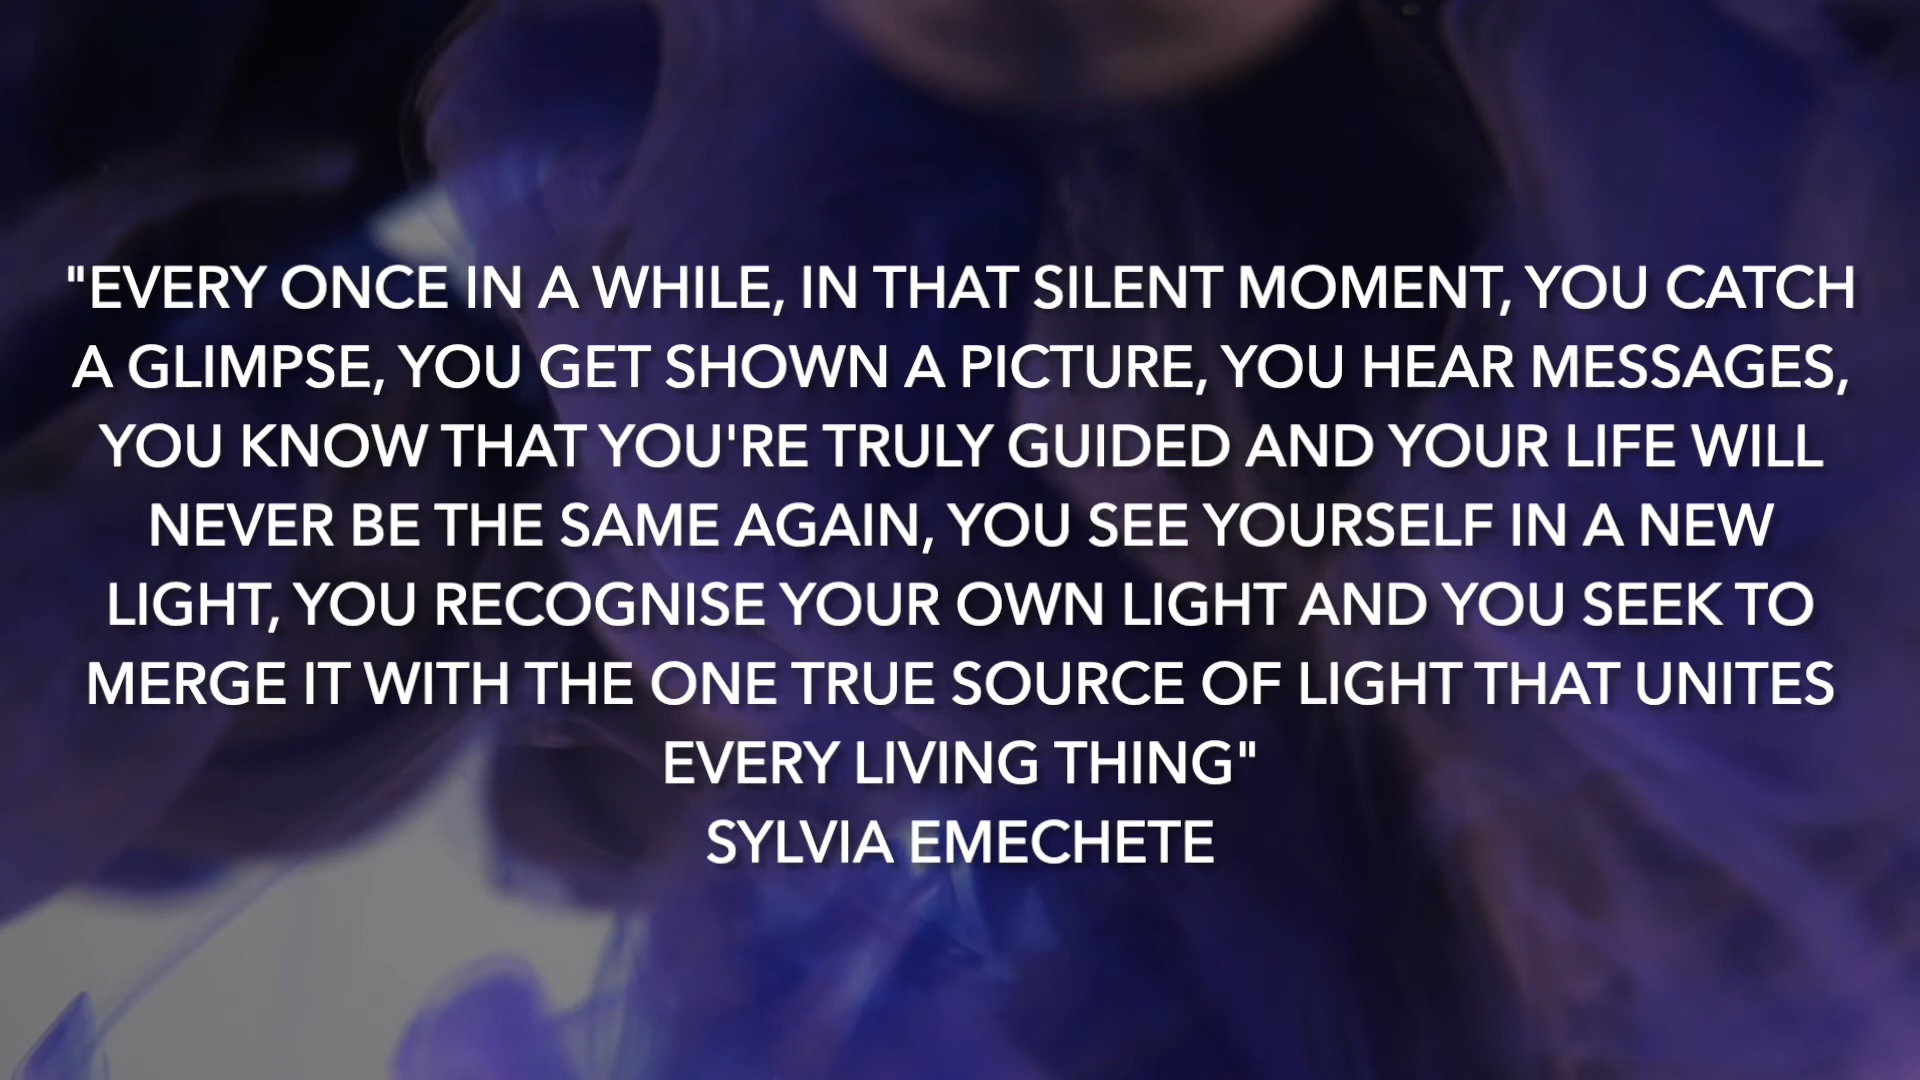 "EVERY ONCE IN A WHILE, IN THAT SILENT MOMENT, YOU CATCH
A GLIMPSE, YOU GET SHOWN A PICTURE, YOU HEAR MESSAGES,
YOU KNOW THAT YOU'RE TRULY GUIDED AND YOUR LIFE WILL
NEVER BE THE SAME AGAIN, YOU SEE YOURSELF IN A NEW
LIGHT, YOU RECOGNISE YOUR OWN LIGHT AND YOU SEEK TO
MERGE IT WITH THE ONE TRUE SOURCE OF LIGHT THAT UNITES
EVERY LIVING THING"
SYLVIA EMECHETE